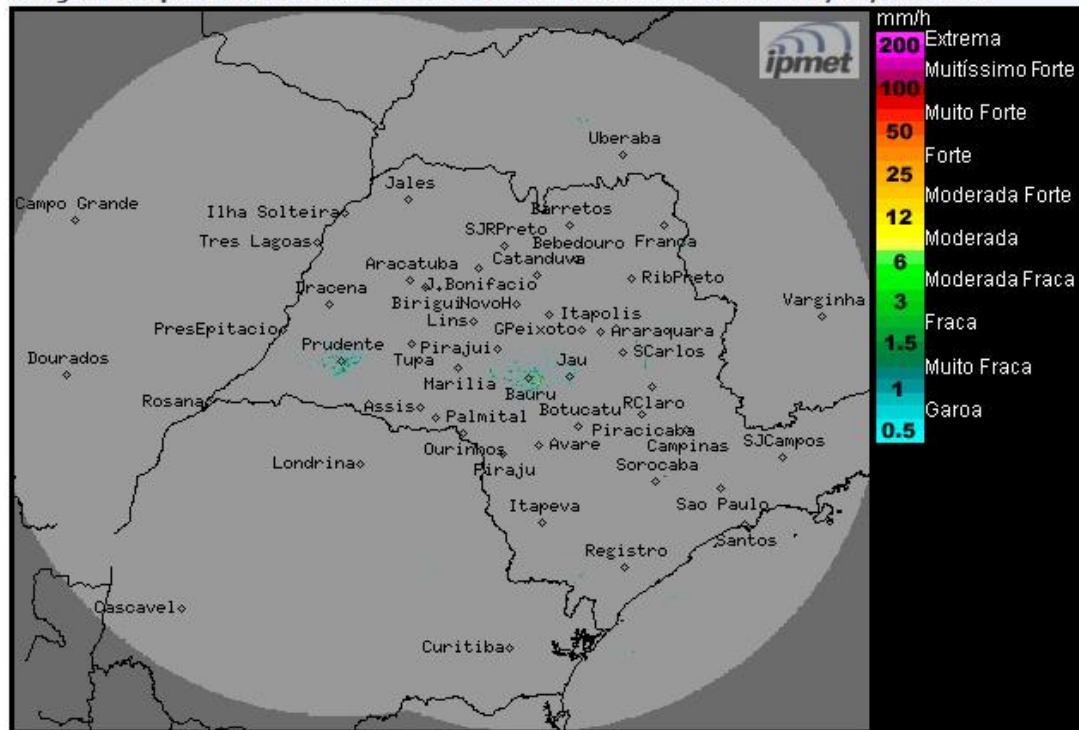 mm/h
200 Extrema
Muitíssimo Forte
100
Muito Forte
50
Forte
25
Moderada Forte
12
Moderada
6
Moderada Fraca
3
Fraca
1.5
Muito Fraca
1
Garoa
0.5
ipmet
Uberaba
Jales
Campo Grande
Ilha Solteira
Barretos
Tres Lagoas
SJRPreto
Bebedouro
Franca
Aracatuba
Catanduva
RibPreto
Dracena
J.Bonifacio
Birigui
NovoH
Varginha
Lins
Itapolis
PresEpitacio
GPeixoto
Araraquara
Prudente
Pirajui
SCarlos
Dourados
Tupa
Jau
Marilia
Bauru
Rosana
Assis
Palmital
Botucatu
RClaro
Piracicaba
Ourinhos
Avare
Campinas
SJCampos
Londrina
Piraju
Sorocaba
Itapeva
Sao Paulo
Santos
Registro
Cascavel
Curitiba